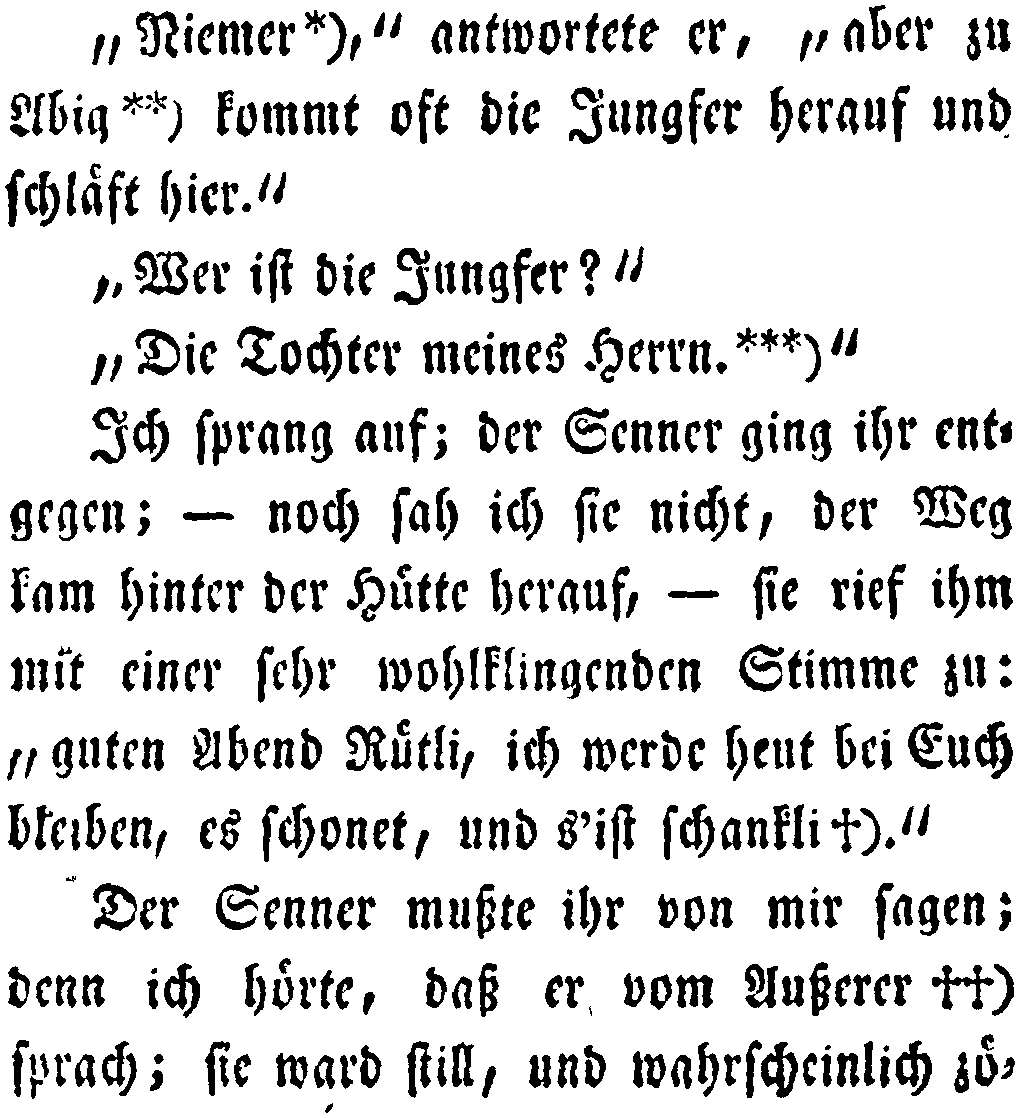 „Niemer*),“ antwortete er, „aber zu
Abig**) kommt oft die Jungfer herauf und
ſchläft hier.“
„Wer iſt die Jungfer?“
„Die Tochter meines Herrn.***)“
Ich ſprang auf; der Senner ging ihr ent-
gegen; — noch ſah ich ſie nicht, der Weg
kam hinter der Hütte herauf, — ſie rief ihm
mit einer ſehr wohlklingenden Stimme zu:
„guten Abend Rütli, ich werde heut bei Euch
bleiben, es ſchonet, und s'iſt ſchankli †).“
Der Senner mußte ihr von mir ſagen;
denn ich hörte, daß er vom Außerer ††)
ſprach; ſie ward ſtill, und wahrſcheinlich zö-